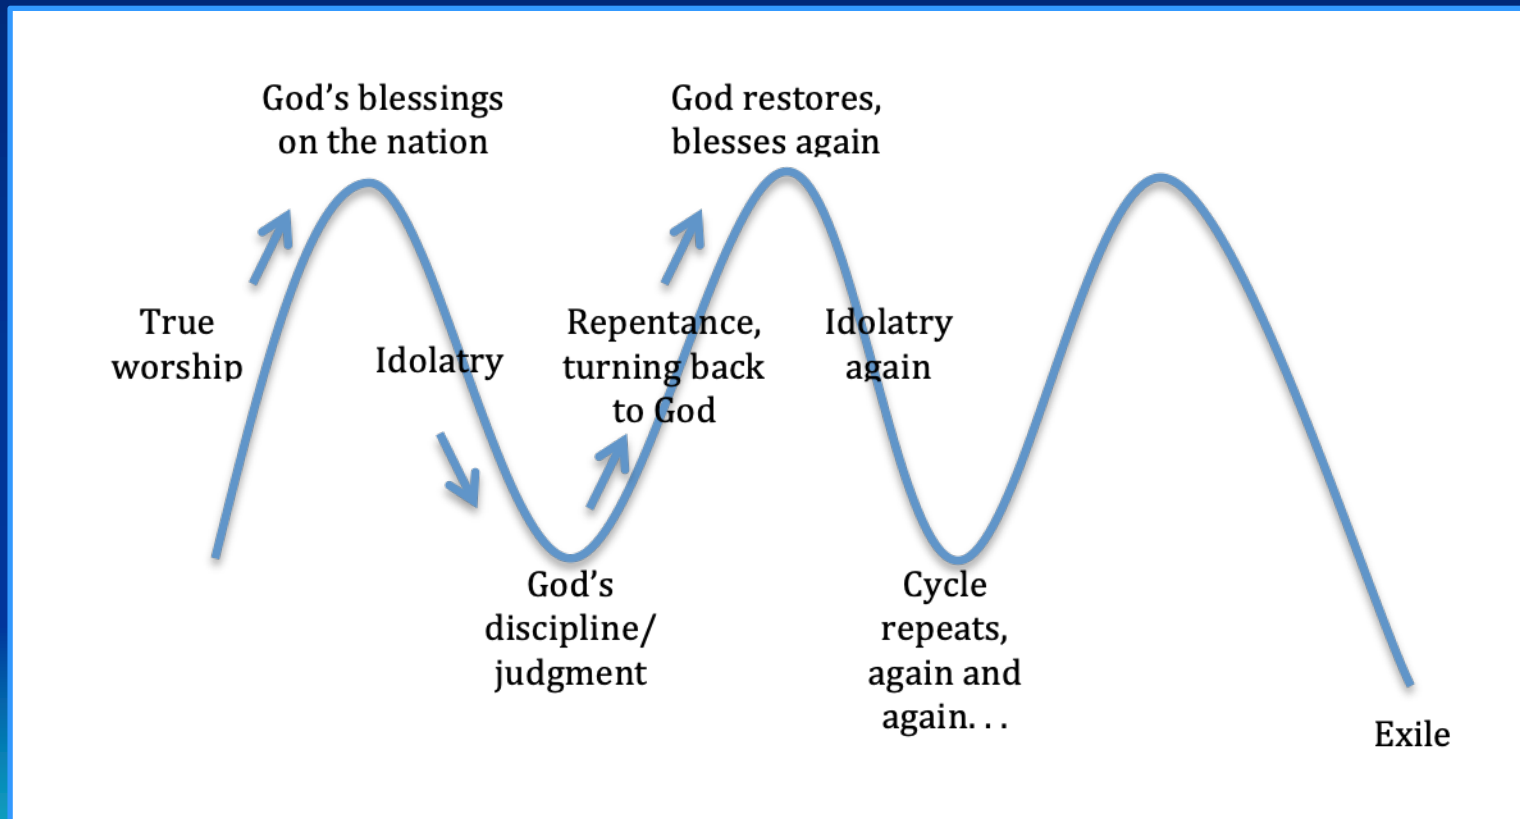 God’s blessings
on the nation
God restores,
blesses again
True
worship
Idolatry
Repentance,
turning back
to God
Idolatry
again
God’s
discipline/
judgment
Cycle
repeats,
again and
again. . .
Exile